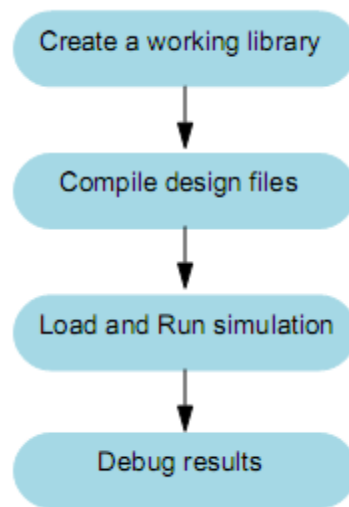 Create a working library
Compile design files
Load and Run simulation
Debug results